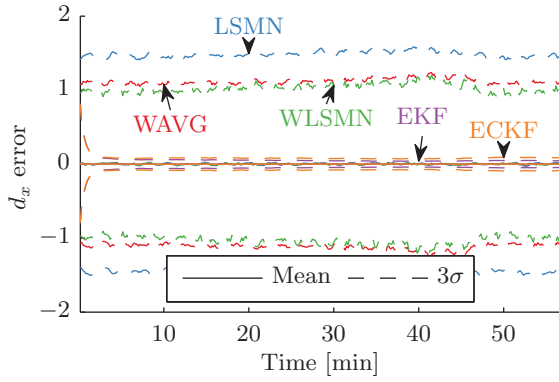 2
LSMN
1
WAVG
WLSMN
EKF
ECKF
0
d_x error
−1
Mean
3σ
−2
10
20
30
40
50
Time [min]